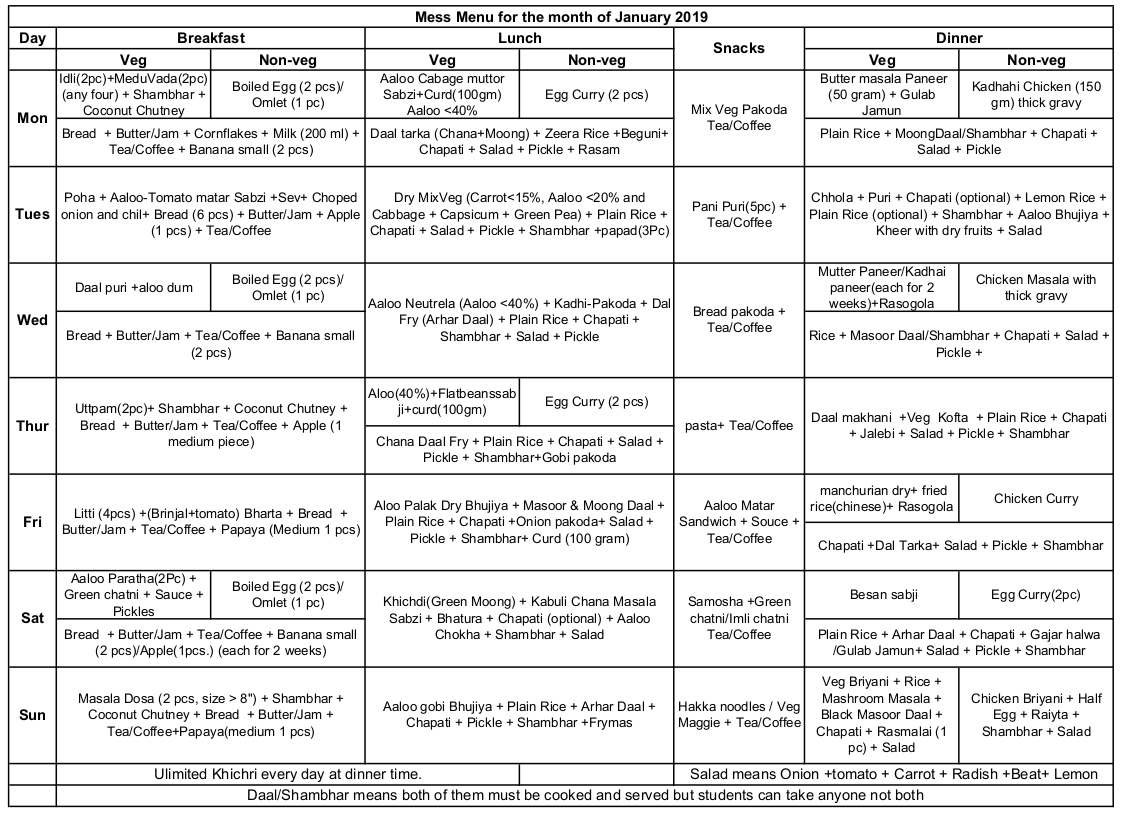 Mess Menu for the month of January 2019
Day
Breakfast
Lunch
Snacks
Dinner
Veg
Non-veg
Veg
Non-veg
Veg
Non-veg
Mon
Idli(2pc)+MeduVada(2pc)
(any four) + Shambhar +
Coconut Chutney
Boiled Egg (2 pcs)/
Omlet (1 pc)
Aaloo Cabage muttor
Sabzi+Curd(100gm)
Aaloo <40%
Egg Curry (2 pcs)
Mix Veg Pakoda
Tea/Coffee
Butter masala Paneer
(50 gram) + Gulab
Jamun
Kadhahi Chicken (150
gm) thick gravy
Bread + Butter/Jam + Cornflakes + Milk (200 ml) +
Tea/Coffee + Banana small (2 pcs)
Daal tarka (Chana+Moong) + Zeera Rice +Beguni+
Chapati + Salad + Pickle + Rasam
Plain Rice + MoongDaal/Shambhar + Chapati +
Salad + Pickle
Tues
Poha + Aaloo-Tomato matar Sabzi +Sev+ Choped
onion and chil+ Bread (6 pcs) + Butter/Jam + Apple
(1 pcs) + Tea/Coffee
Dry MixVeg (Carrot<15%, Aaloo <20% and
Cabbage + Capsicum + Green Pea) + Plain Rice +
Chapati + Salad + Pickle + Shambhar +papad(3Pc)
Pani Puri(5pc) +
Tea/Coffee
Chhola + Puri + Chapati (optional) + Lemon Rice +
Plain Rice (optional) + Shambhar + Aaloo Bhujiya +
Kheer with dry fruits + Salad
Wed
Daal puri +aloo dum
Boiled Egg (2 pcs)/
Omlet (1 pc)
Aaloo Neutrela (Aaloo <40%) + Kadhi-Pakoda + Dal
Fry (Arhar Daal) + Plain Rice + Chapati +
Shambhar + Salad + Pickle
Bread pakoda +
Tea/Coffee
Mutter Paneer/Kadhai
paneer(each for 2
weeks)+Rasogola
Chicken Masala with
thick gravy
Bread + Butter/Jam + Tea/Coffee + Banana small
(2 pcs)
Rice + Masoor Daal/Shambhar + Chapati + Salad +
Pickle +
Thur
Uttpam(2pc)+ Shambhar + Coconut Chutney +
Bread + Butter/Jam + Tea/Coffee + Apple (1
medium piece)
Aloo(40%)+Flatbeanssab
ji+curd(100gm)
Egg Curry (2 pcs)
pasta+ Tea/Coffee
Daal makhani +Veg Kofta + Plain Rice + Chapati
+ Jalebi + Salad + Pickle + Shambhar
Chana Daal Fry + Plain Rice + Chapati + Salad +
Pickle + Shambhar+Gobi pakoda
Fri
Litti (4pcs) +(Brinjal+tomato) Bharta + Bread +
Butter/Jam + Tea/Coffee + Papaya (Medium 1 pcs)
Aloo Palak Dry Bhujiya + Masoor & Moong Daal +
Plain Rice + Chapati +Onion pakoda+ Salad +
Pickle + Shambhar+ Curd (100 gram)
Aaloo Matar
Sandwich + Souce +
Tea/Coffee
manchurian dry+ fried
rice(chinese)+ Rasogola
Chicken Curry
Chapati +Dal Tarka+ Salad + Pickle + Shambhar
Sat
Aaloo Paratha(2Pc) +
Green chatni + Sauce +
Pickles
Boiled Egg (2 pcs)/
Omlet (1 pc)
Khichdi(Green Moong) + Kabuli Chana Masala
Sabzi + Bhatura + Chapati (optional) + Aaloo
Chokha + Shambhar + Salad
Samosha +Green
chatni/Imli chatni
Tea/Coffee
Besan sabji
Egg Curry(2pc)
Bread + Butter/Jam + Tea/Coffee + Banana small
(2 pcs)/Apple(1pcs.) (each for 2 weeks)
Plain Rice + Arhar Daal + Chapati + Gajar halwa
/Gulab Jamun+ Salad + Pickle + Shambhar
Sun
Masala Dosa (2 pcs, size > 8") + Shambhar +
Coconut Chutney + Bread + Butter/Jam +
Tea/Coffee+Papaya(medium 1 pcs)
Aaloo gobi Bhujiya + Plain Rice + Arhar Daal +
Chapati + Pickle + Shambhar +Frymas
Hakka noodles / Veg
Maggie + Tea/Coffee
Veg Briyani + Rice +
Mashroom Masala +
Black Masoor Daal +
Chapati + Rasmalai (1
pc) + Salad
Chicken Briyani + Half
Egg + Raiyta +
Shambhar + Salad
Ulimited Khichri every day at dinner time.
Salad means Onion +tomato + Carrot + Radish +Beat+ Lemon
Daal/Shambhar means both of them must be cooked and served but students can take anyone not both